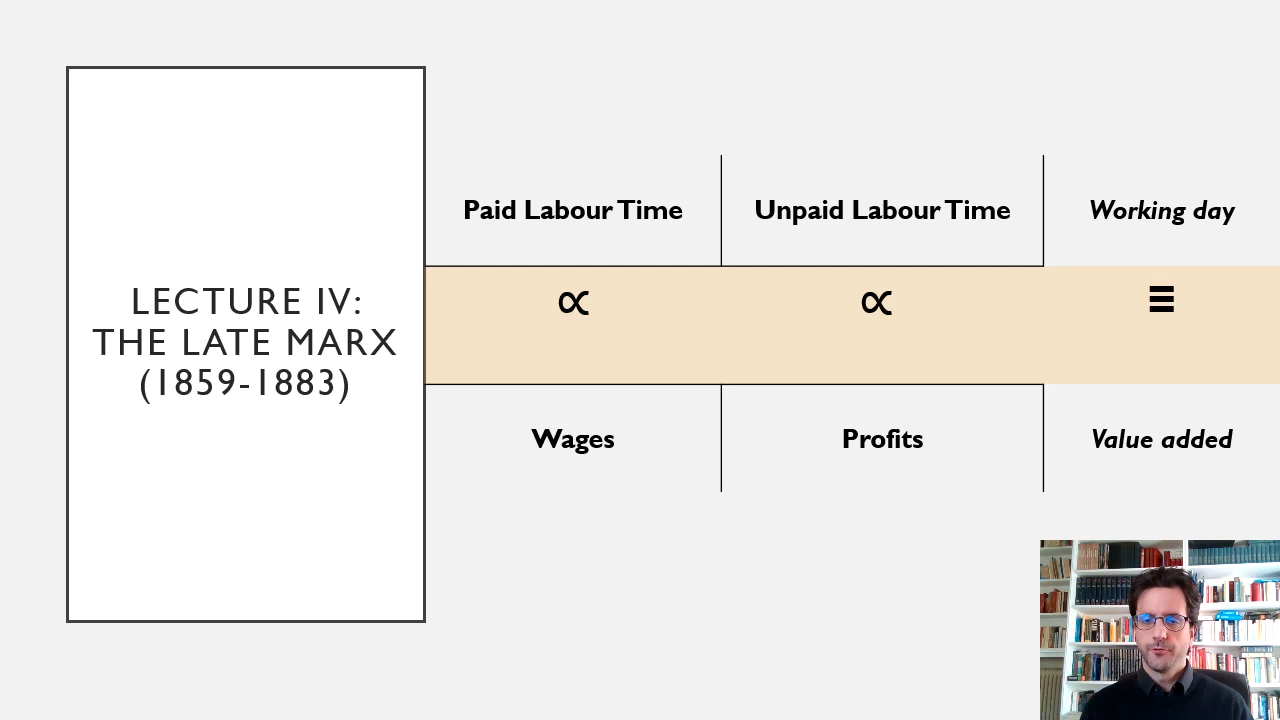 LECTURE IV:
THE LATE MARX
(1859-1883)
Paid Labour Time
Unpaid Labour Time
Working day
∝
∝
≡
Wages
Profits
Value added